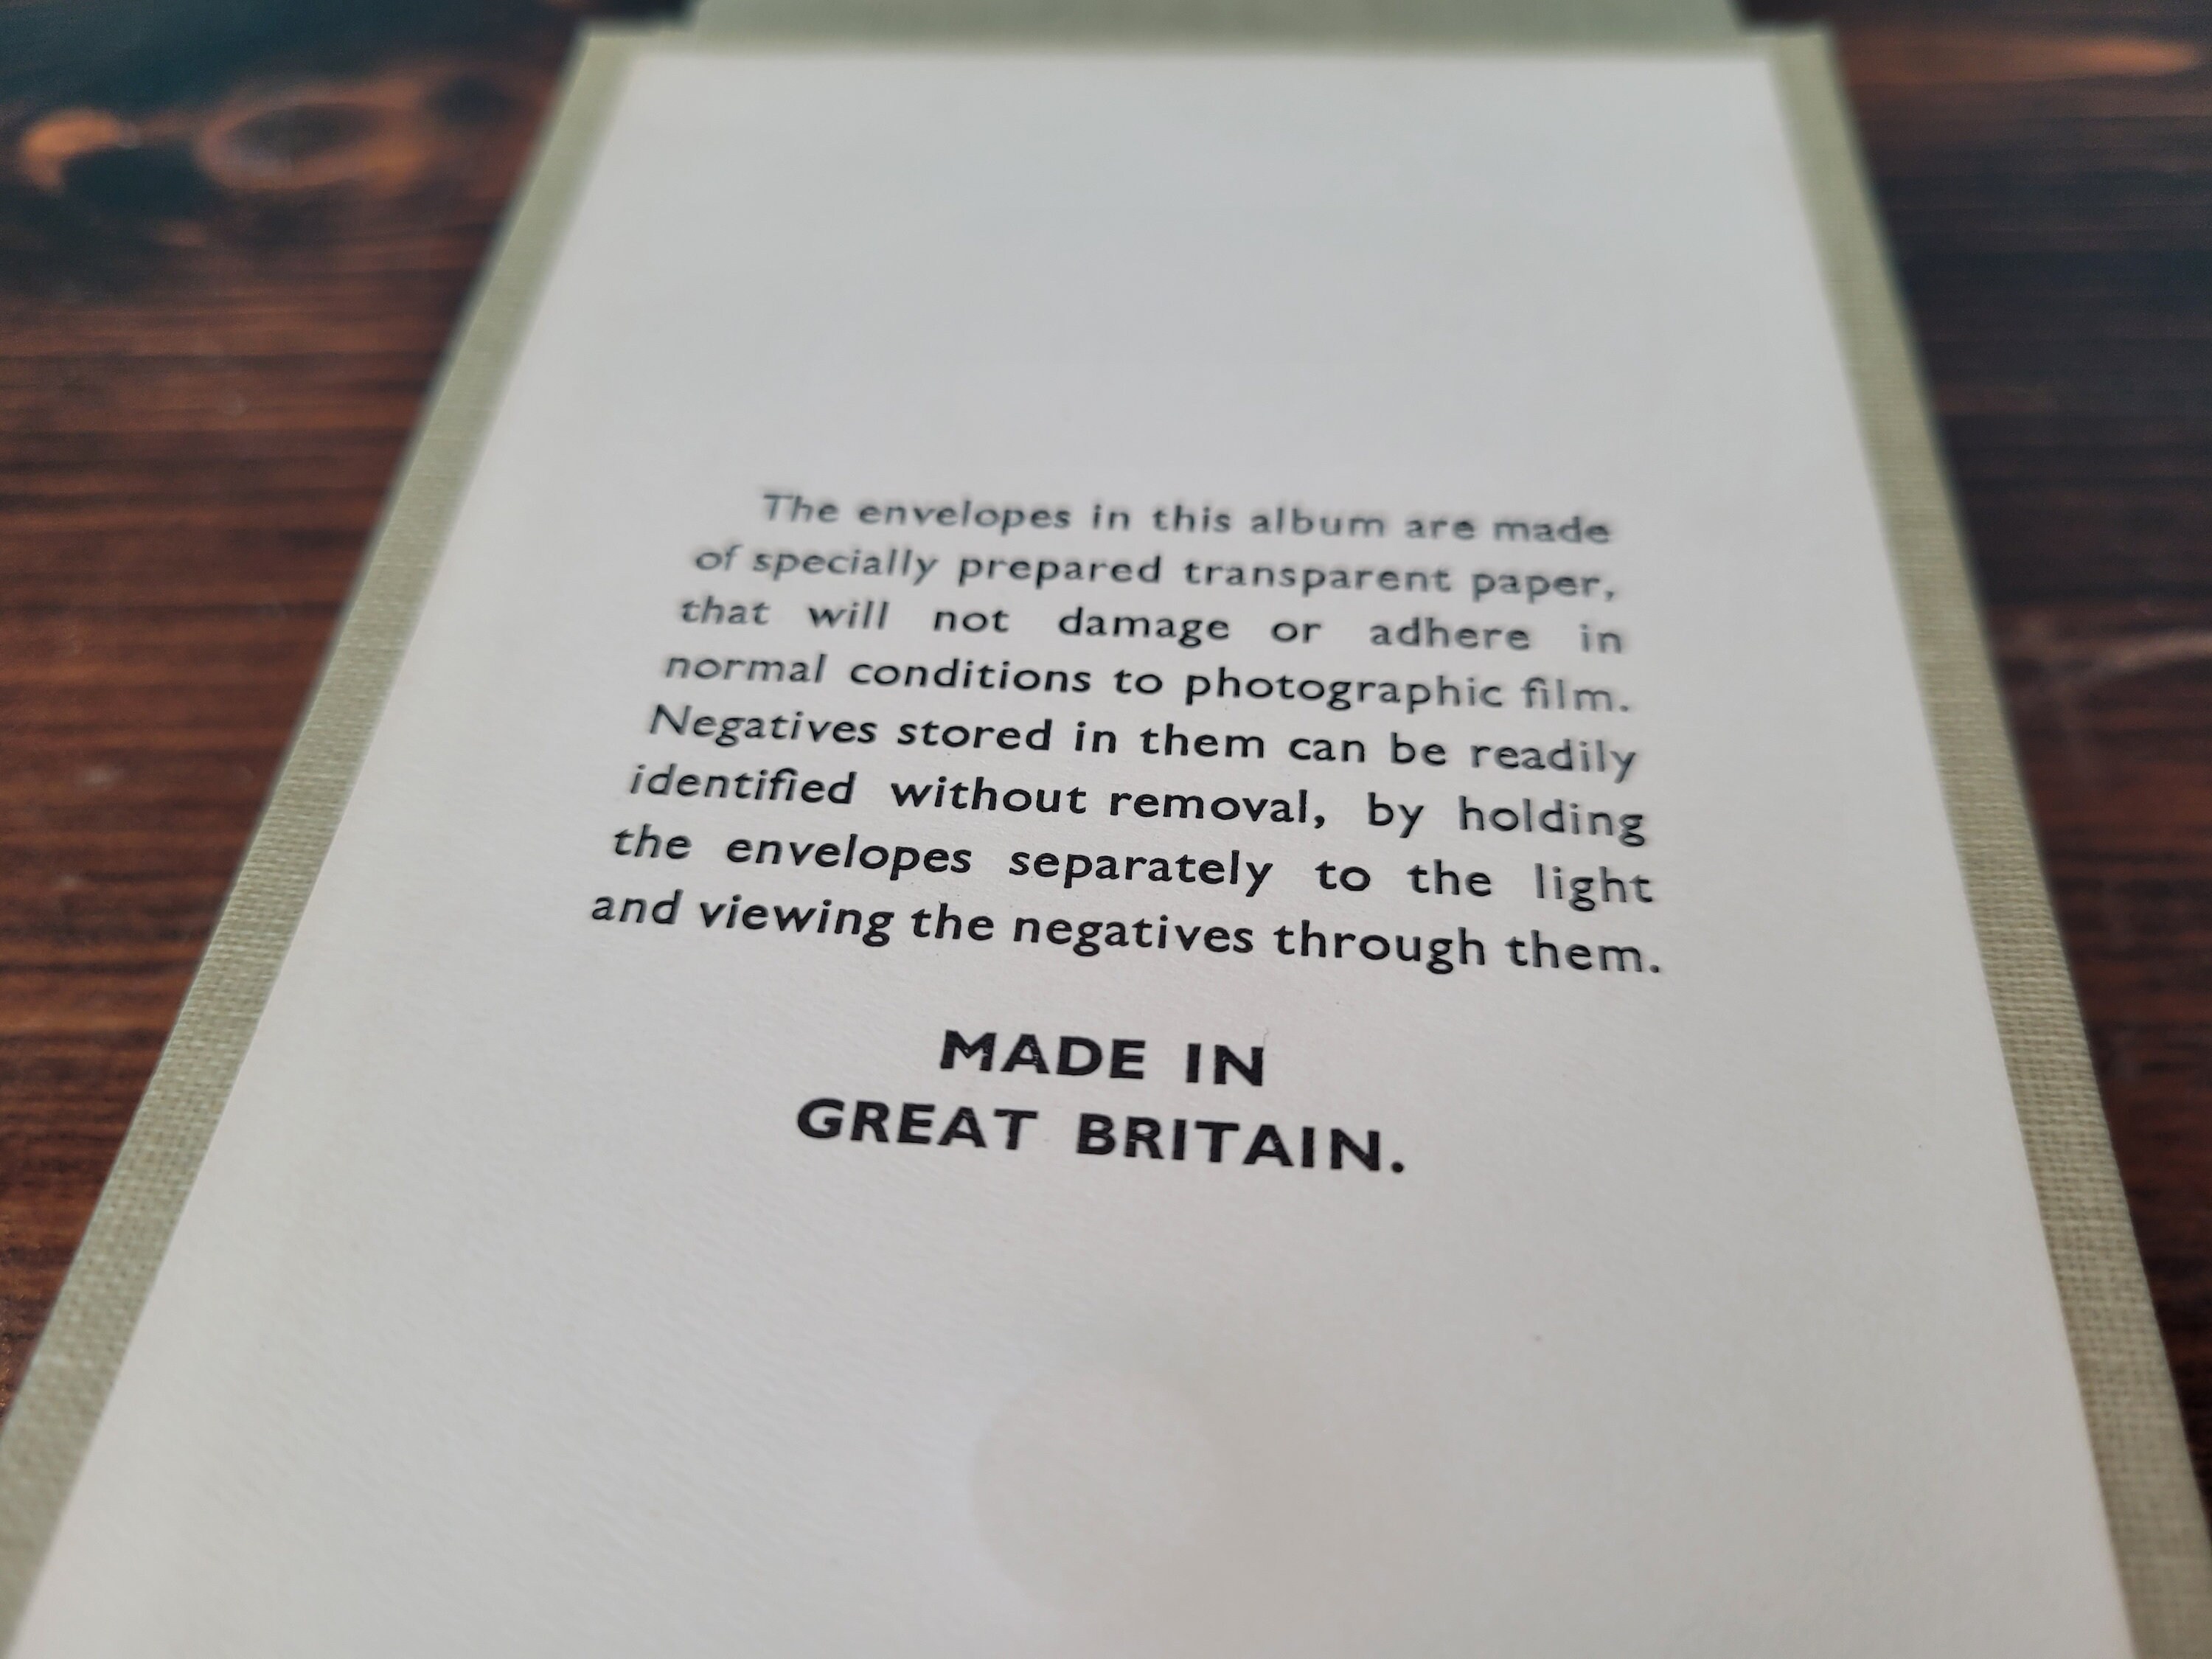 The envelopes in this album are made
of specially prepared transparent paper,
that will not damage or adhere in
normal conditions to photographic film.
Negatives stored in them can be readily
identified without removal, by holding
the envelopes separately to the light
and viewing the negatives through them.
MADE IN
GREAT BRITAIN.